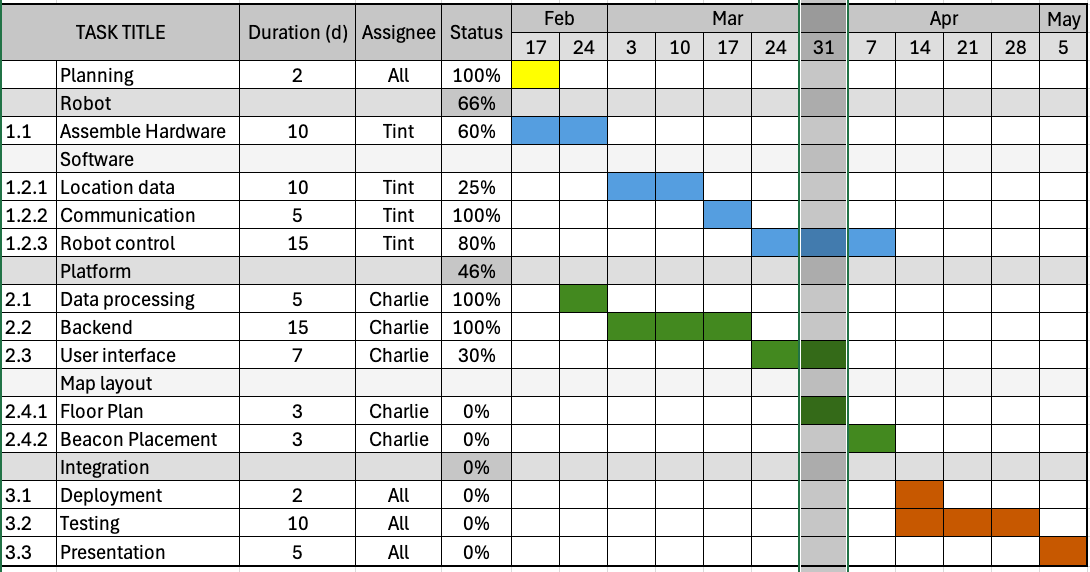 TASK TITLE Duration (d) Assignee Status Feb Mar Apr May
17 24 3 10 17 24 31 7 14 21 28 5
Planning 2 All 100%
Robot 66%
1.1 Assemble Hardware 10 Tint 60%
Software
1.2.1 Location data 10 Tint 25%
1.2.2 Communication 5 Tint 100%
1.2.3 Robot control 15 Tint 80%
Platform 46%
2.1 Data processing 5 Charlie 100%
2.2 Backend 15 Charlie 100%
2.3 User interface 7 Charlie 30%
Map layout
2.4.1 Floor Plan 3 Charlie 0%
2.4.2 Beacon Placement 3 Charlie 0%
Integration 0%
3.1 Deployment 2 All 0%
3.2 Testing 10 All 0%
3.3 Presentation 5 All 0%